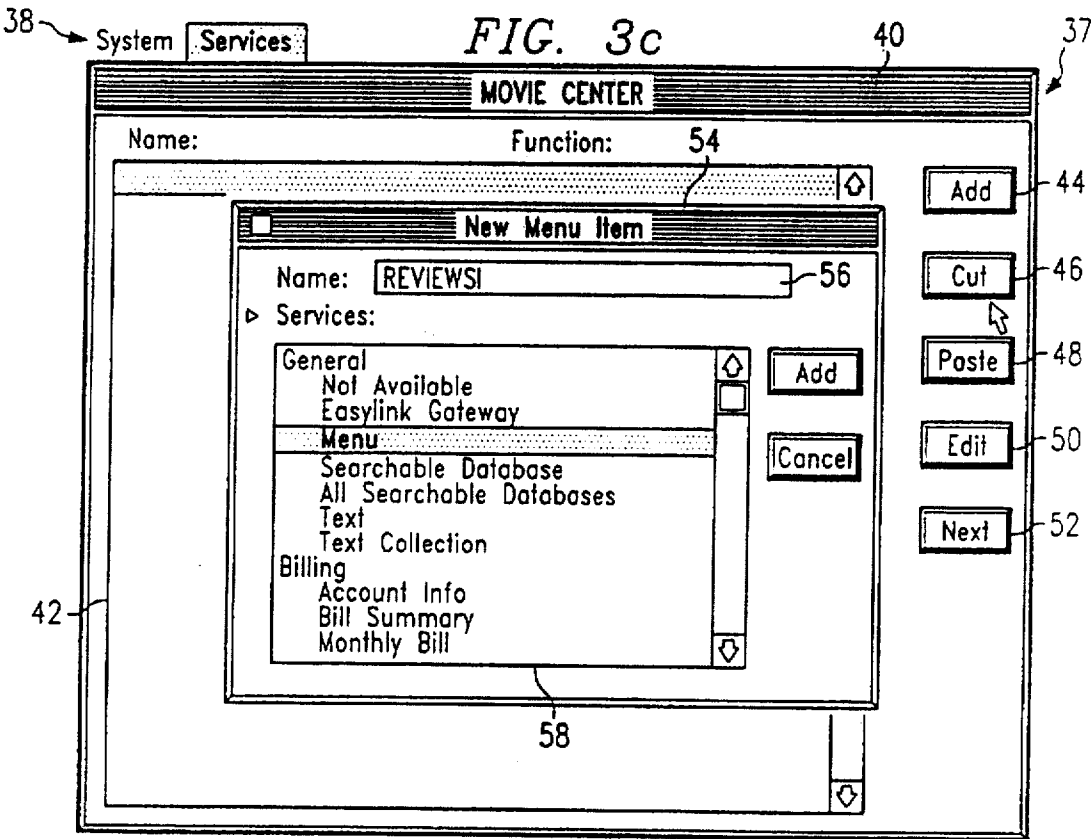 FIG. 3c
38
System Services
40
37
MOVIE CENTER
Name: Function: 54
Add 44
New Menu Item
Name: REVIEWSI 56
Cut 46
Services:
General
Not Available
Easylink Gateway
Menu
Searchable Database
All Searchable Databases
Text
Text Collection
Billing
Account Info
Bill Summary
Monthly Bill
Add
Cancel
Paste 48
Edit 50
Next 52
42
58